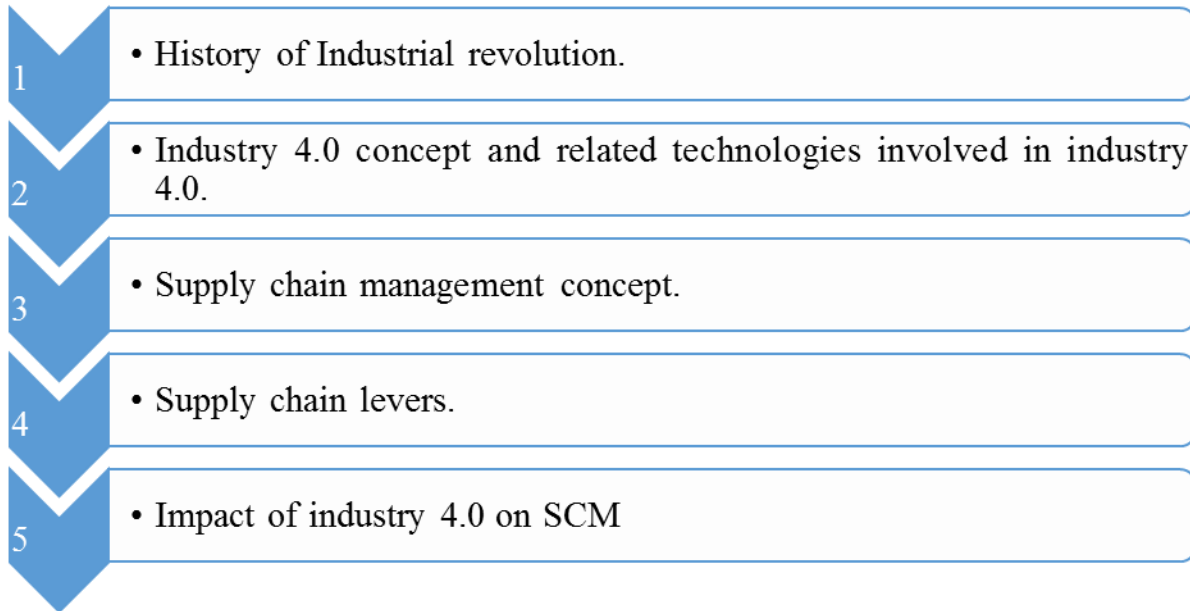 1
• History of Industrial revolution.
2
• Industry 4.0 concept and related technologies involved in industry
4.0.
3
• Supply chain management concept.
4
• Supply chain levers.
5
• Impact of industry 4.0 on SCM